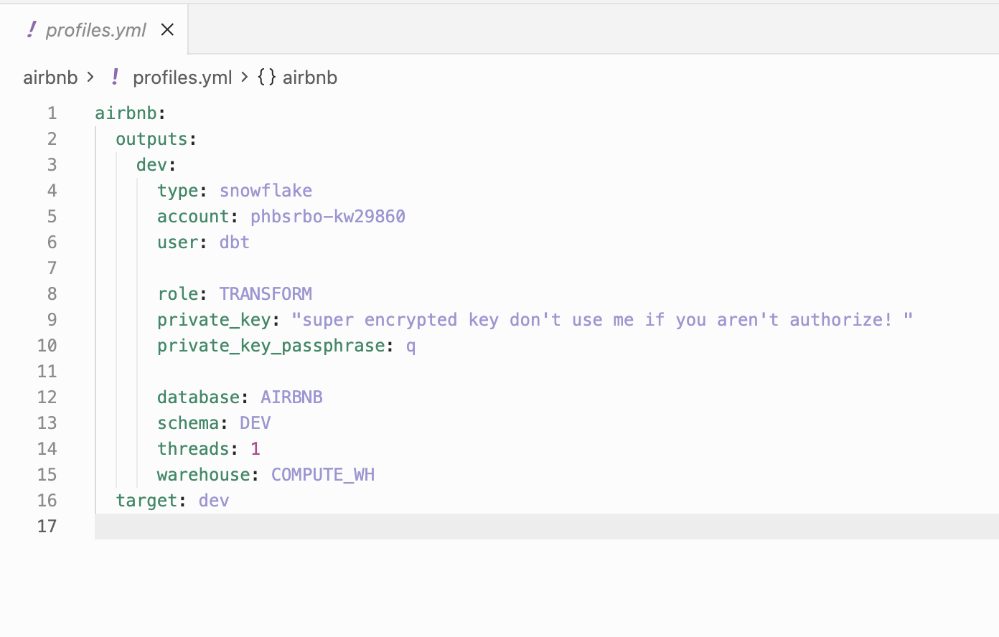 ! profiles.yml ×
airbnb > ! profiles.yml > {} airbnb
1 airbnb:
2   outputs:
3     dev:
4       type: snowflake
5       account: phbsrbo-kw29860
6       user: dbt
7
8       role: TRANSFORM
9       private_key: "super encrypted key don't use me if you aren't authorize! "
10       private_key_passphrase: q
11
12       database: AIRBNB
13       schema: DEV
14       threads: 1
15       warehouse: COMPUTE_WH
16   target: dev
17